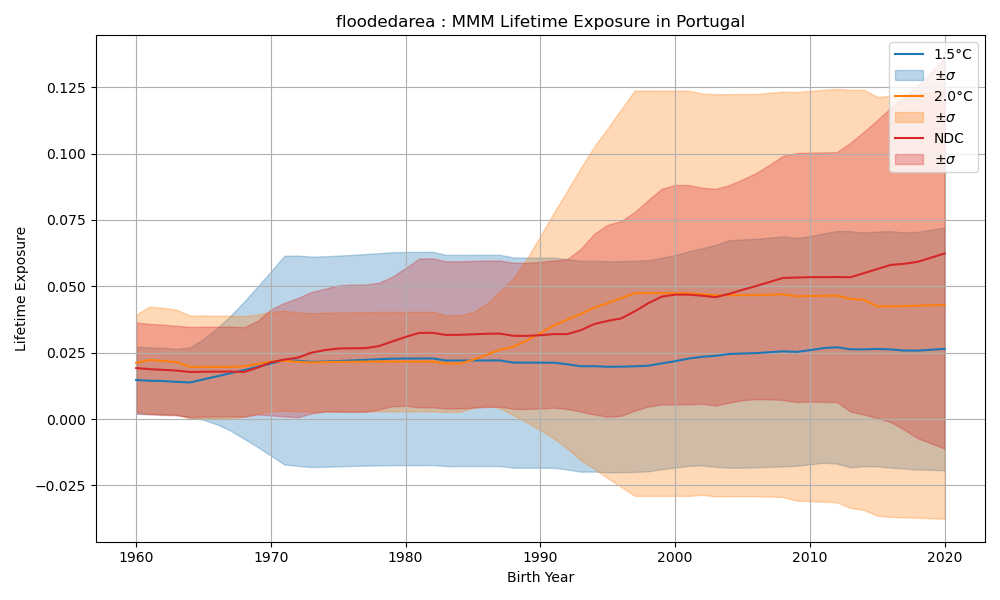 floodedarea : MMM Lifetime Exposure in Portugal
1.5°C
±σ
2.0°C
±σ
NDC
±σ
0.125
0.100
0.075
0.050
0.025
0.000
−0.025
Lifetime Exposure
1960 1970 1980 1990 2000 2010 2020
Birth Year